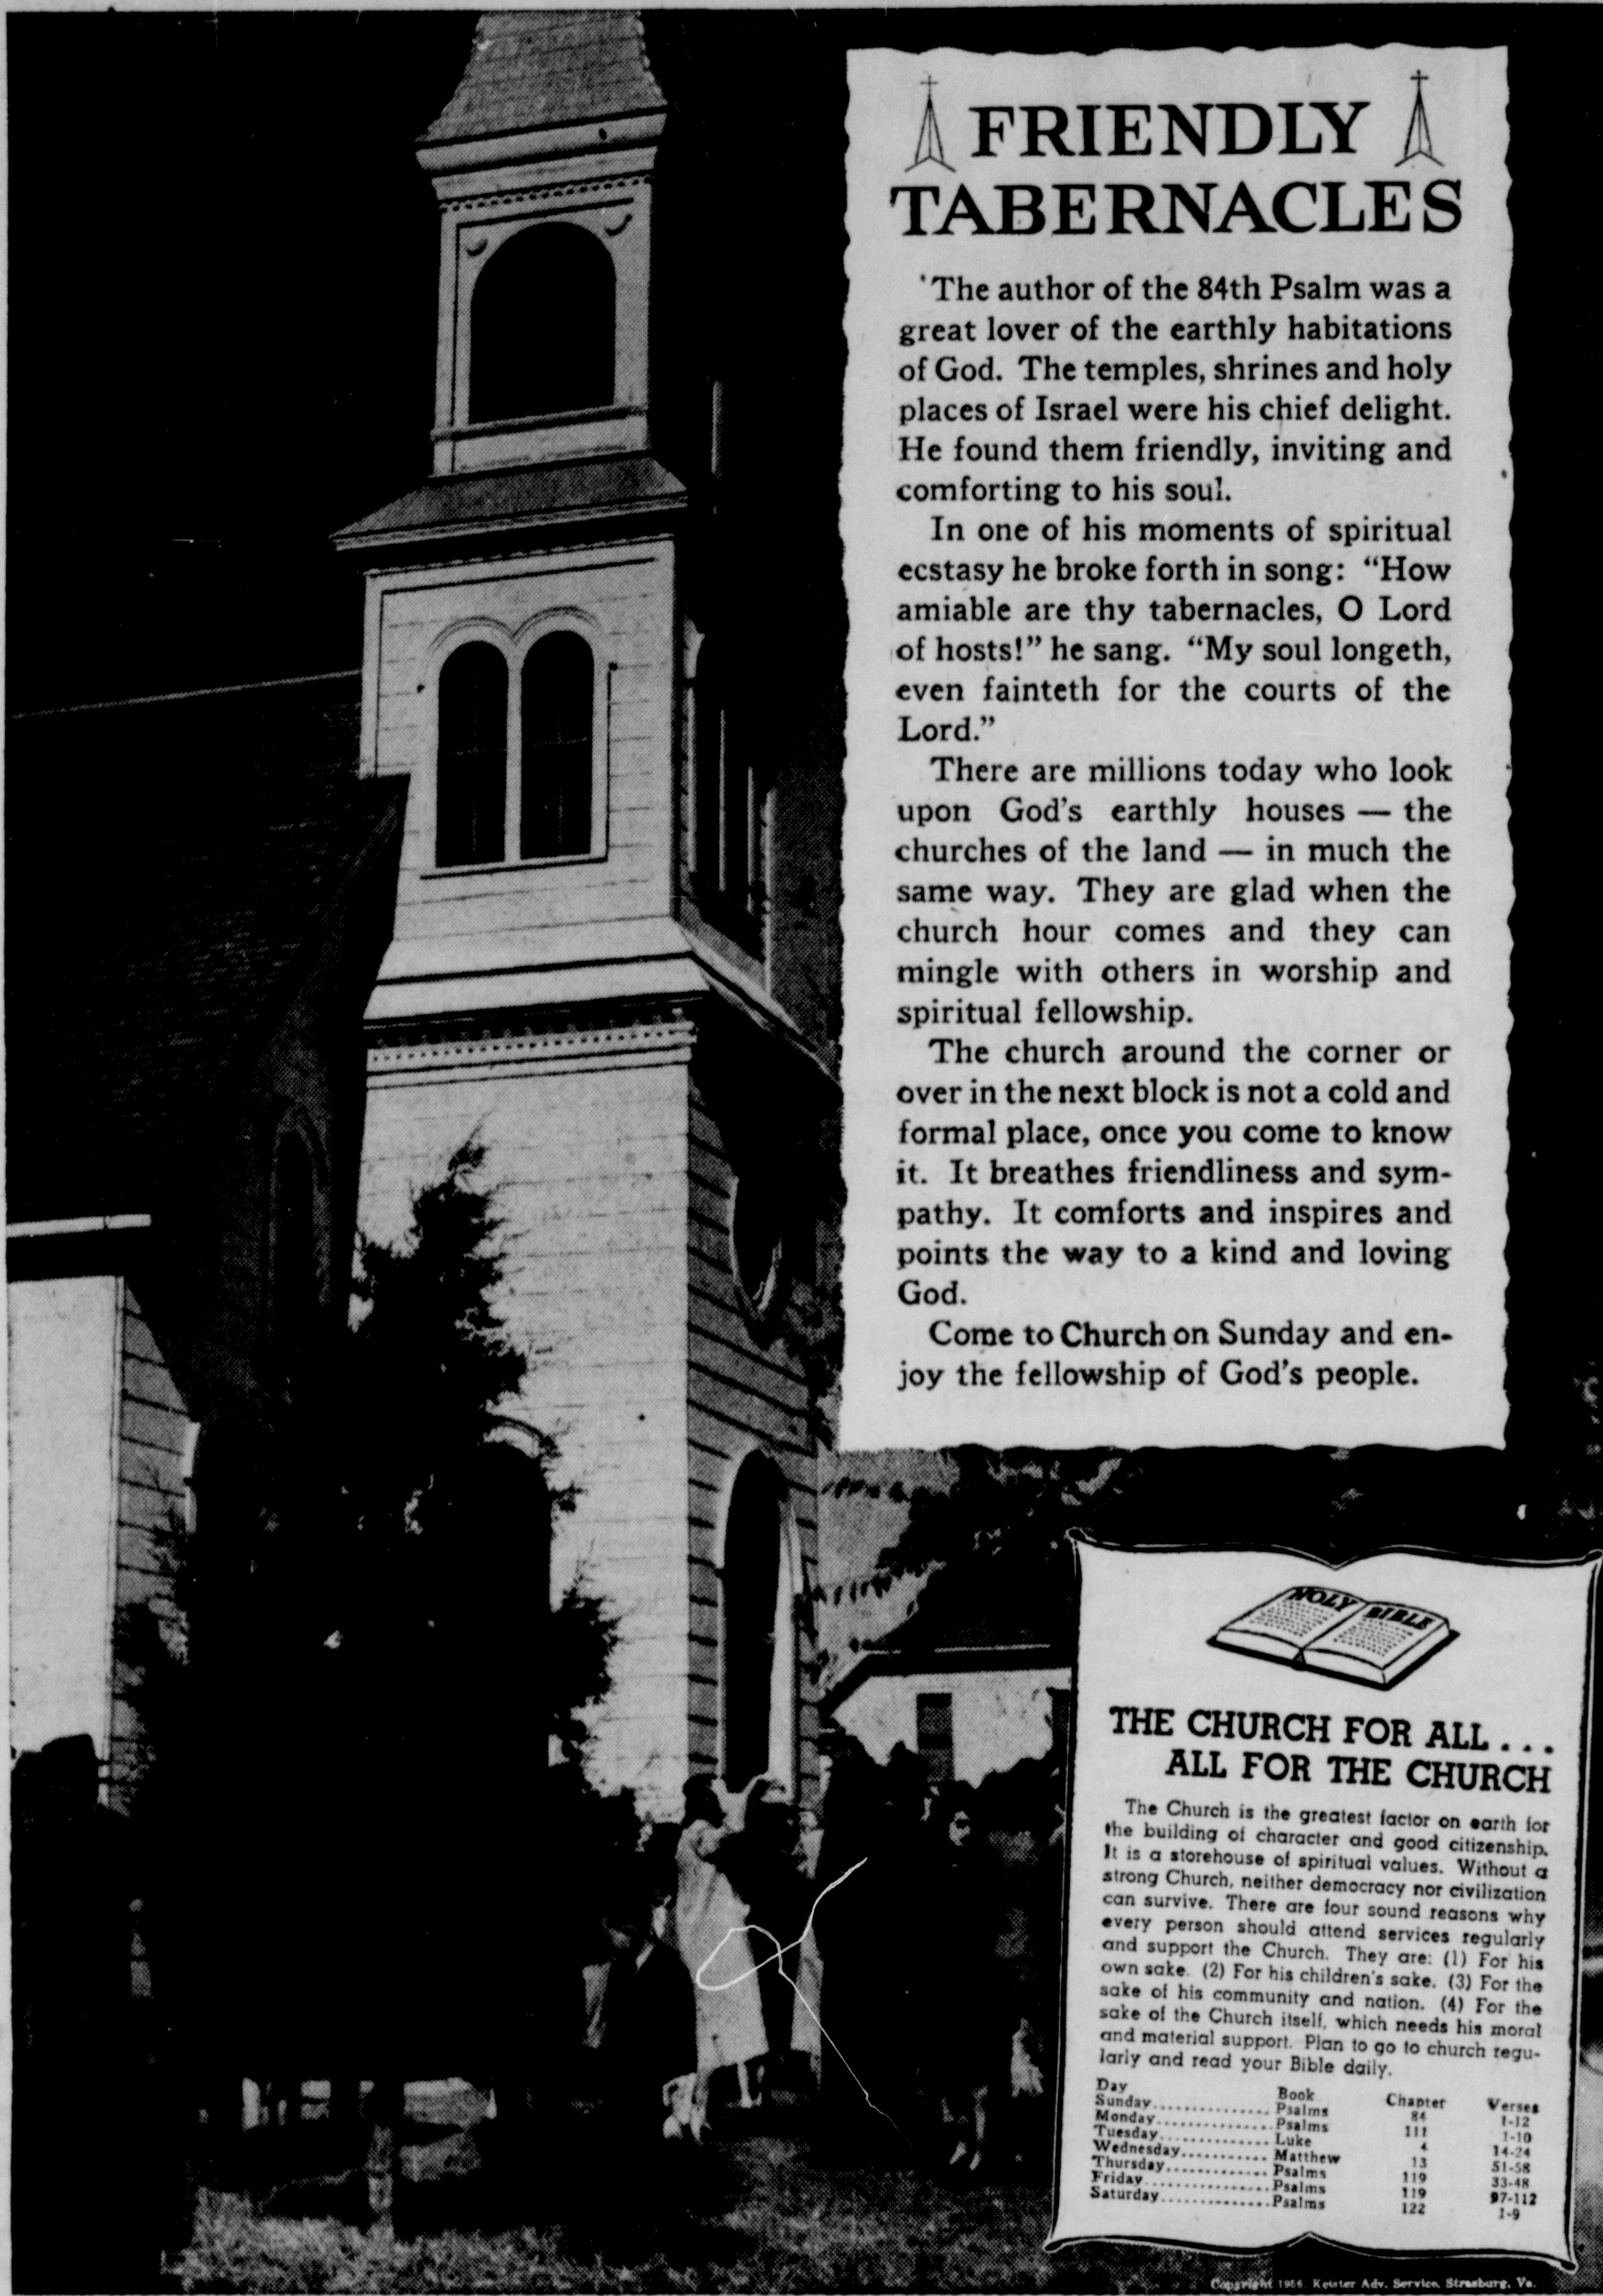 FRIENDLY
TABERNACLES
The author of the 84th Psalm was a
great lover of the earthly habitations
of God. The temples, shrines and holy
places of Israel were his chief delight.
He found them friendly, inviting and
comforting to his soul.
In one of his moments of spiritual
ecstasy he broke forth in song: “How
amiable are thy tabernacles, O Lord
of hosts!” he sang. “My soul longeth,
even fainteth for the courts of the
Lord.”
There are millions today who look
upon God's earthly houses — the
churches of the land — in much the
same way. They are glad when the
church hour comes and they can
mingle with others in worship and
spiritual fellowship.
The church around the corner or
over in the next block is not a cold and
formal place, once you come to know
it. It breathes friendliness and sym-
pathy. It comforts and inspires and
points the way to a kind and loving
God.
Come to Church on Sunday and en-
joy the fellowship of God's people.
HOLY BIBLE
THE CHURCH FOR ALL . . .
ALL FOR THE CHURCH
The Church is the greatest factor on earth for
the building of character and good citizenship.
It is a storehouse of spiritual values. Without a
strong Church, neither democracy nor civilization
can survive. There are four sound reasons why
every person should attend services regularly
and support the Church. They are: (1) For his
own sake. (2) For his children's sake. (3) For the
sake of his community and nation. (4) For the
sake of the Church itself, which needs his moral
and material support. Plan to go to church regu-
larly and read your Bible daily.
Day Book Chapter Verses
Sunday.............. Psalms 84 1-12
Monday.............. Psalms 111 1-10
Tuesday............. Luke 4 14-24
Wednesday........... Matthew 13 51-58
Thursday............ Psalms 119 33-48
Friday.............. Psalms 119 97-112
Saturday............ Psalms 122 1-9
Copyright 1956, Keister Adv. Service, Strasburg, Va.